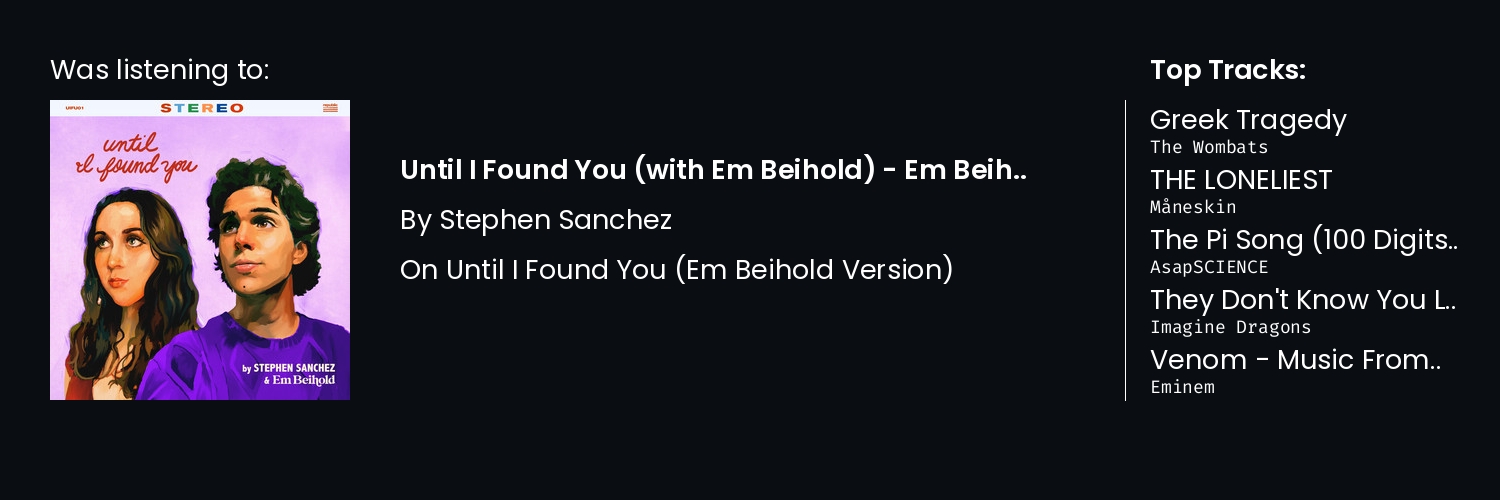 Was listening to:
STEREO
until
I found you
by STEPHEN SANCHEZ
& Em Beihold
Until I Found You (with Em Beihold) - Em Beih..
By Stephen Sanchez
On Until I Found You (Em Beihold Version)
Top Tracks:
Greek Tragedy
The Wombats
THE LONELIEST
Måneskin
The Pi Song (100 Digits..
AsapSCIENCE
They Don't Know You L..
Imagine Dragons
Venom - Music From..
Eminem